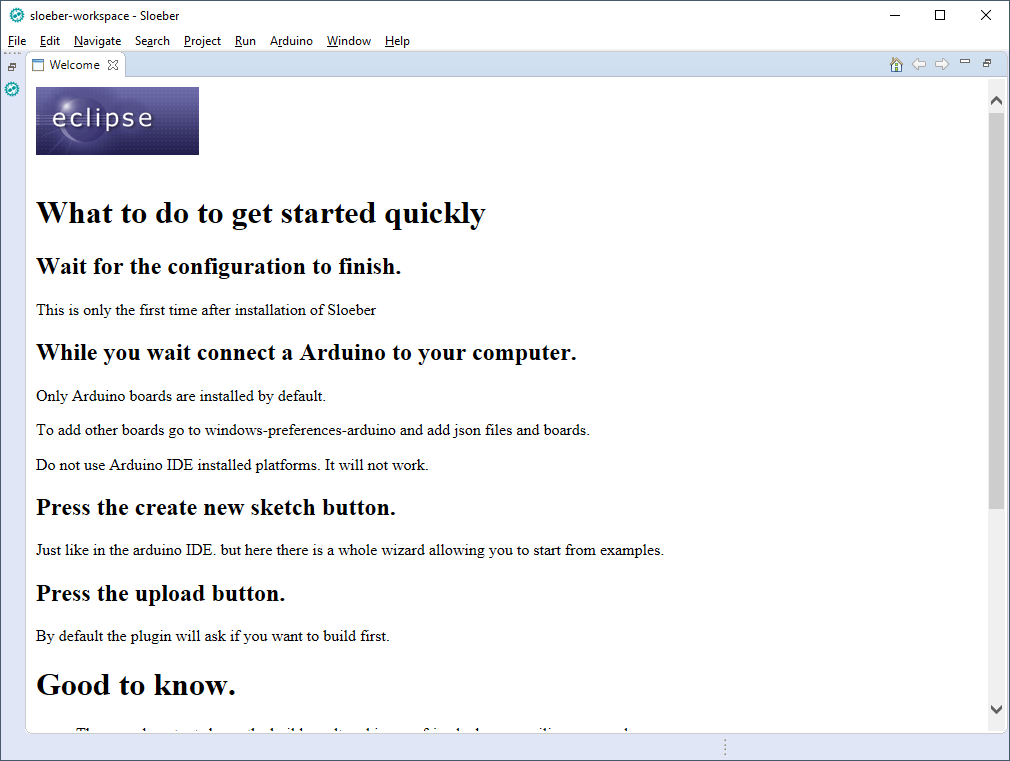 sloeber-workspace - Sloeber
File Edit Navigate Search Project Run Arduino Window Help
Welcome
eclipse
What to do to get started quickly
Wait for the configuration to finish.
This is only the first time after installation of Sloeber
While you wait connect a Arduino to your computer.
Only Arduino boards are installed by default.
To add other boards go to windows-preferences-arduino and add json files and boards.
Do not use Arduino IDE installed platforms. It will not work.
Press the create new sketch button.
Just like in the arduino IDE. but here there is a whole wizard allowing you to start from examples.
Press the upload button.
By default the plugin will ask if you want to build first.
Good to know.